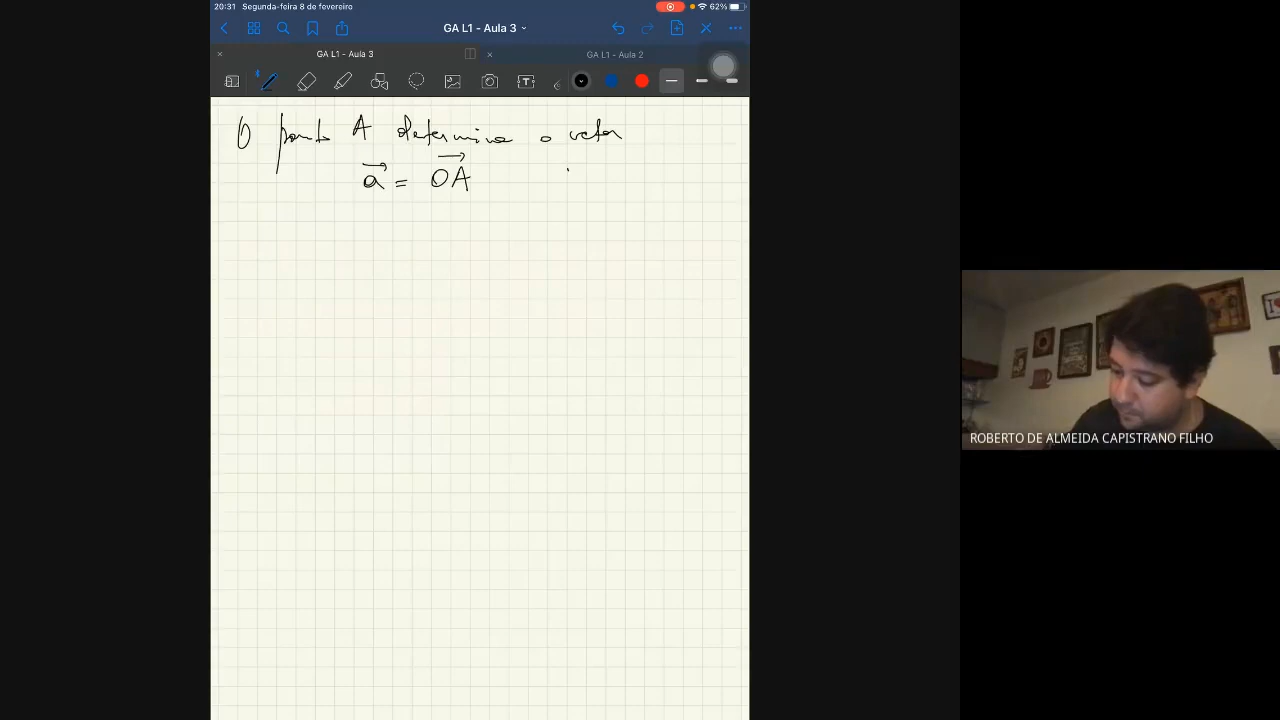 20:31 Segunda-feira 8 de fevereiro 62%
GA L1 - Aula 3
GA L1 - Aula 3 GA L1 - Aula 2
O ponto A determina o vetor
a = OA
ROBERTO DE ALMEIDA CAPISTRANO FILHO